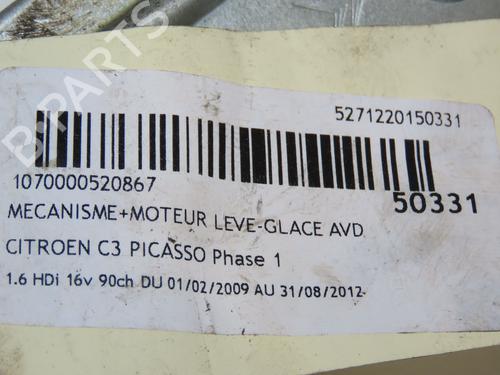 B-PARTS
5271220150331
1070000520867
50331
MECANISME+MOTEUR LEVE-GLACE AVD
CITROEN C3 PICASSO Phase 1
1.6 HDi 16v 90ch DU 01/02/2009 AU 31/08/2012